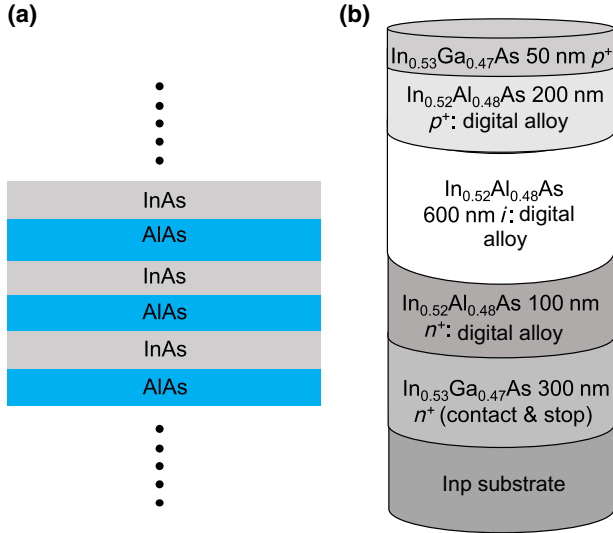 (a)
InAs
AlAs
InAs
AlAs
InAs
AlAs
(b)
In₀.₅₃Ga₀.₄₇As 50 nm p⁺
In₀.₅₂Al₀.₄₈As 200 nm
p⁺: digital alloy
In₀.₅₂Al₀.₄₈As
600 nm i: digital
alloy
In₀.₅₂Al₀.₄₈As 100 nm
n⁺: digital alloy
In₀.₅₃Ga₀.₄₇As 300 nm
n⁺ (contact & stop)
Inp substrate